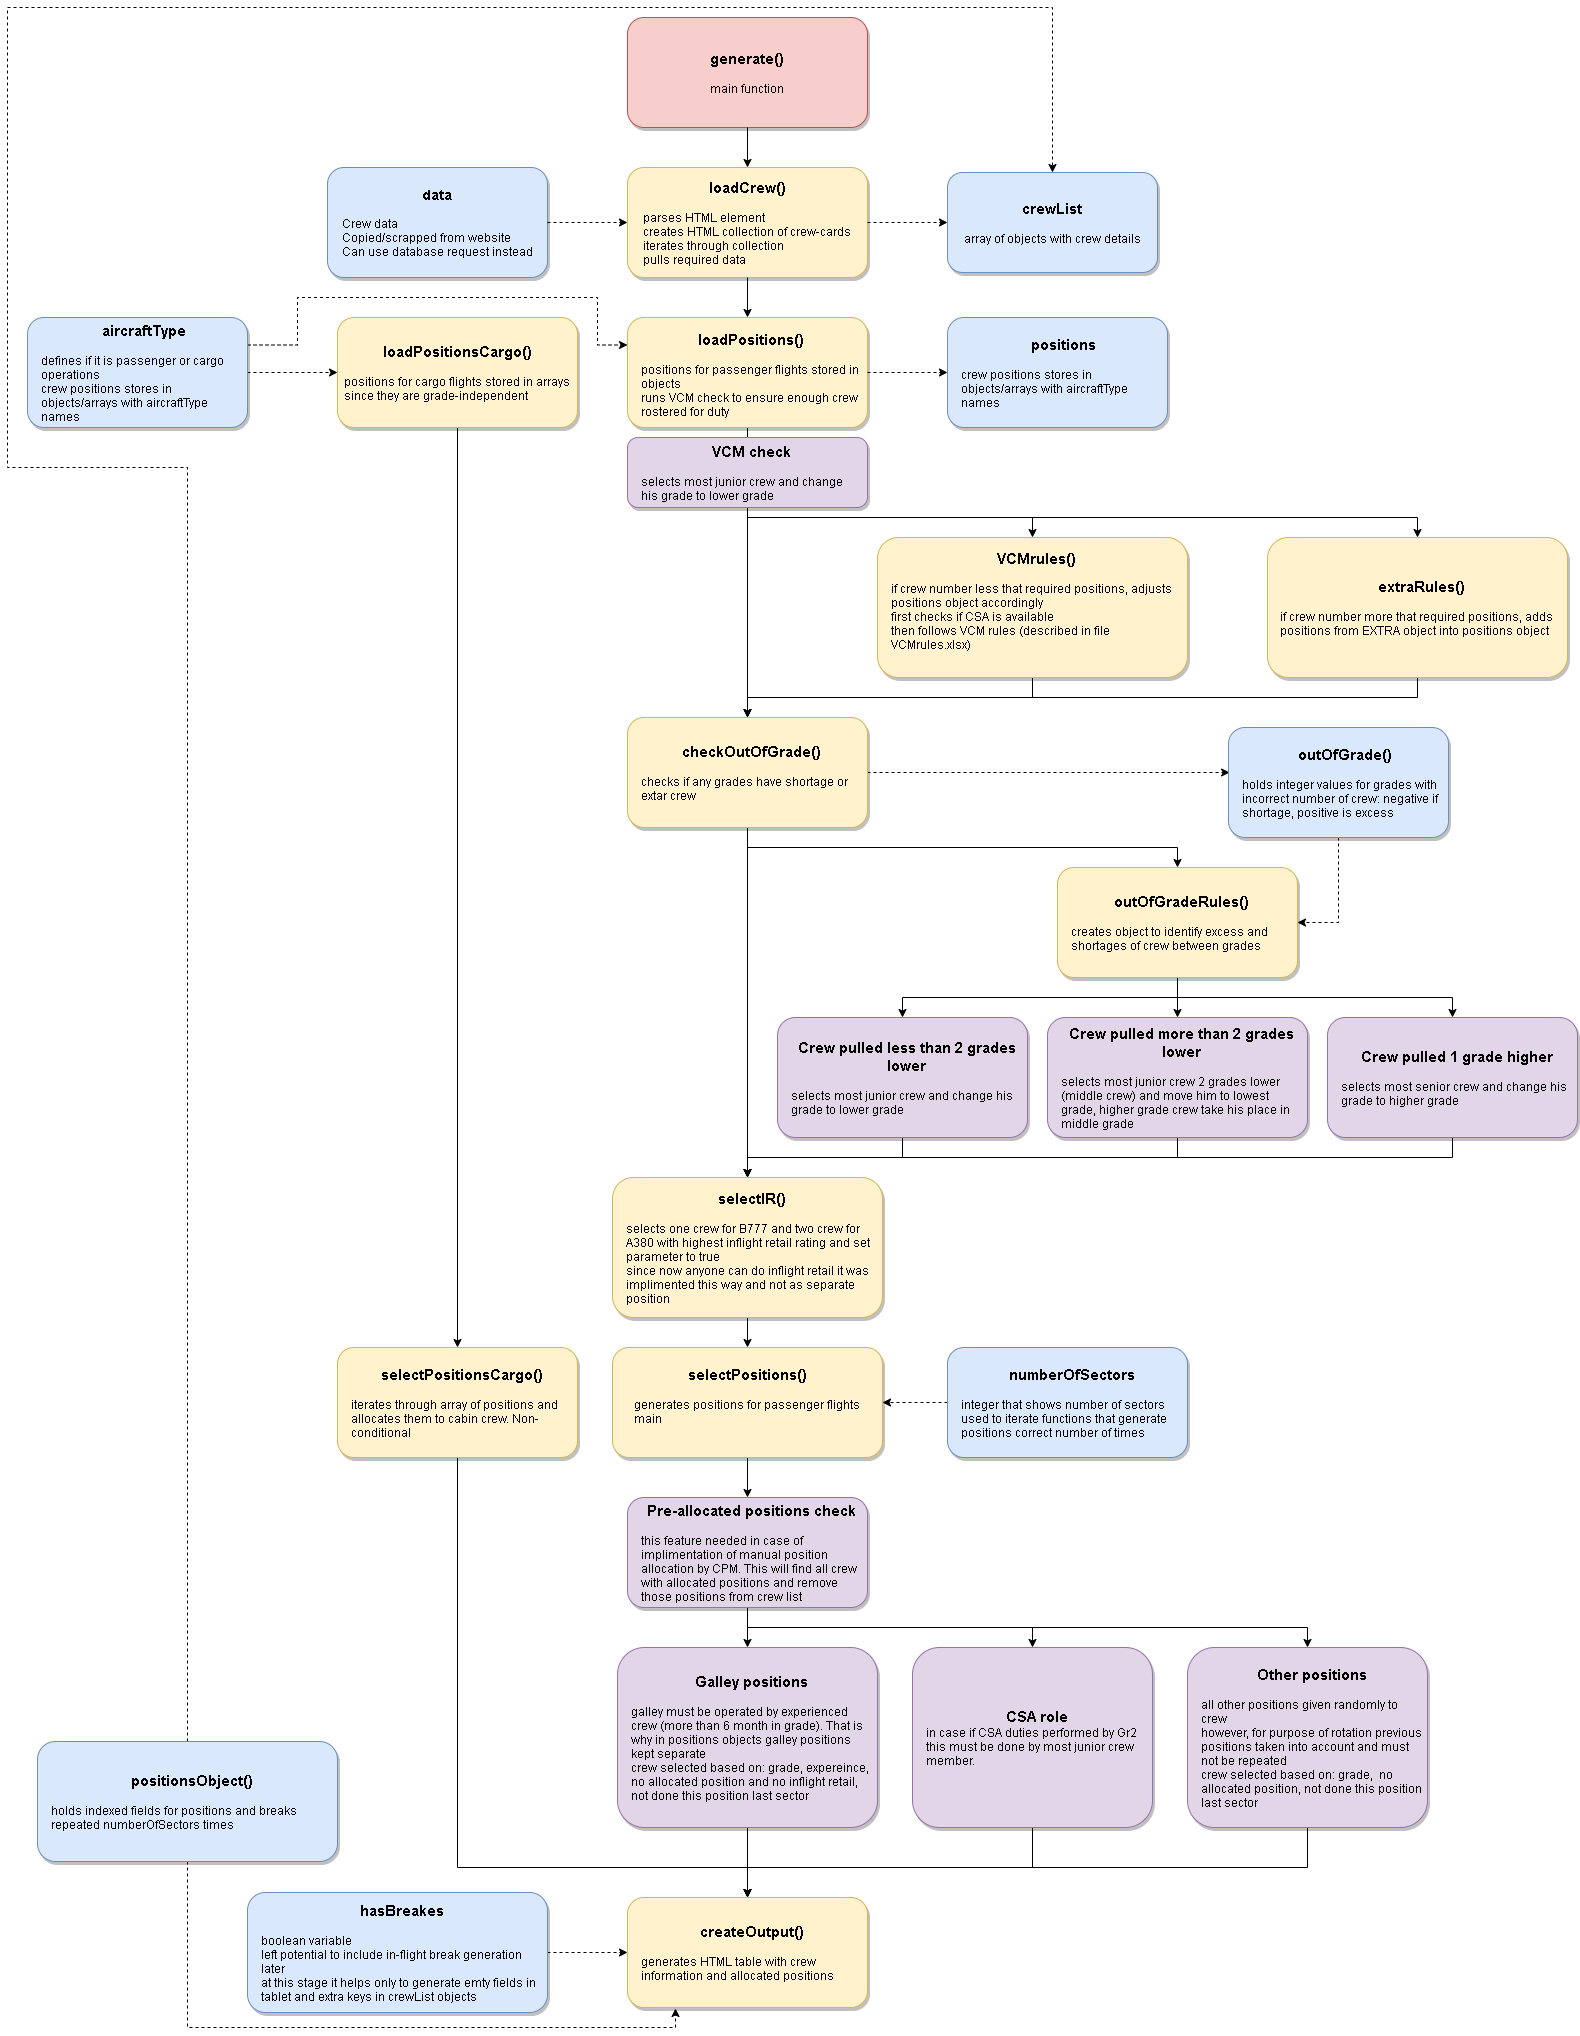 generate()
main function
data
Crew data
Copied/scrapped from website
Can use database request instead
loadCrew()
parses HTML element
creates HTML collection of crew-cards
iterates through collection
pulls required data
crewList
array of objects with crew details
aircraftType
defines if it is passenger or cargo
operations
crew positions stores in
objects/arrays with aircraftType
names
loadPositionsCargo()
positions for cargo flights stored in arrays
since they are grade-independent
loadPositions()
positions for passenger flights stored in
objects
runs VCM check to ensure enough crew
rostered for duty
positions
crew positions stores in
objects/arrays with aircraftType
names
VCM check
selects most junior crew and change
his grade to lower grade
VCMrules()
if crew number less that required positions, adjusts
positions object accordingly
first checks if CSA is available
then follows VCM rules (described in file
VCMrules.xlsx)
extraRules()
if crew number more that required positions, adds
positions from EXTRA object into positions object
checkOutOfGrade()
checks if any grades have shortage or
extar crew
outOfGrade()
holds integer values for grades with
incorrect number of crew: negative if
shortage, positive is excess
outOfGradeRules()
creates object to identify excess and
shortages of crew between grades
Crew pulled less than 2 grades
lower
selects most junior crew and change his
grade to lower grade
Crew pulled more than 2 grades
lower
selects most junior crew 2 grades lower
(middle crew) and move him to lowest
grade, higher grade crew take his place in
middle grade
Crew pulled 1 grade higher
selects most senior crew and change his
grade to higher grade
selectIR()
selects one crew for B777 and two crew for
A380 with highest inflight retail rating and set
parameter to true
since now anyone can do inflight retail it was
implimented this way and not as separate
position
selectPositionsCargo()
iterates through array of positions and
allocates them to cabin crew. Non-
conditional
selectPositions()
generates positions for passenger flights
main
numberOfSectors
integer that shows number of sectors
used to iterate functions that generate
positions correct number of times
Pre-allocated positions check
this feature needed in case of
implimentation of manual position
allocation by CPM. This will find all crew
with allocated positions and remove
those positions from crew list
Galley positions
galley must be operated by experienced
crew (more than 6 month in grade). That is
why in positions objects galley positions
kept separate
crew selected based on: grade, expereince,
no allocated position and no inflight retail,
not done this position last sector
CSA role
in case if CSA duties performed by Gr2
this must be done by most junior crew
member.
Other positions
all other positions given randomly to
crew
however, for purpose of rotation previous
positions taken into account and must
not be repeated
crew selected based on: grade, no
allocated position, not done this position
last sector
positionsObject()
holds indexed fields for positions and breaks
repeated numberOfSectors times
hasBreakes
boolean variable
left potential to include in-flight break generation
later
at this stage it helps only to generate emty fields in
tablet and extra keys in crewList objects
createOutput()
generates HTML table with crew
information and allocated positions